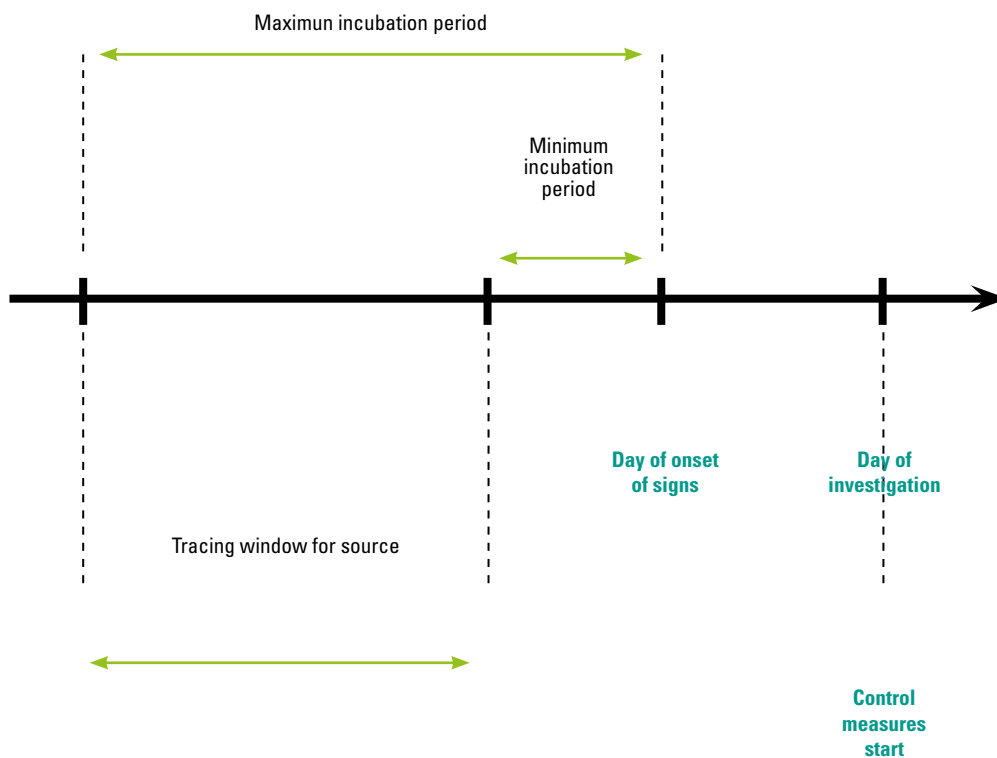 Maximun incubation period
Minimum
incubation
period
Day of onset
of signs
Day of
investigation
Tracing window for source
Control
measures
start